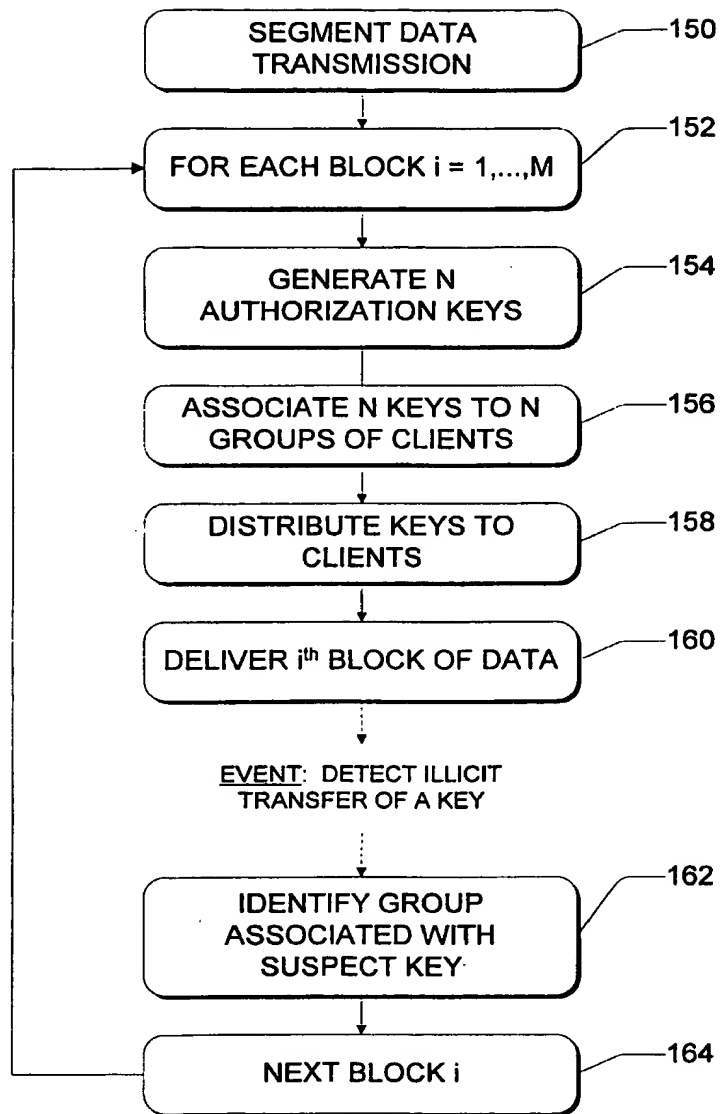 SEGMENT DATA
TRANSMISSION
150
FOR EACH BLOCK i = 1,...,M
152
GENERATE N
AUTHORIZATION KEYS
154
ASSOCIATE N KEYS TO N
GROUPS OF CLIENTS
156
DISTRIBUTE KEYS TO
CLIENTS
158
DELIVER ith BLOCK OF DATA
160
EVENT: DETECT ILLICIT
TRANSFER OF A KEY
IDENTIFY GROUP
ASSOCIATED WITH
SUSPECT KEY
162
NEXT BLOCK i
164